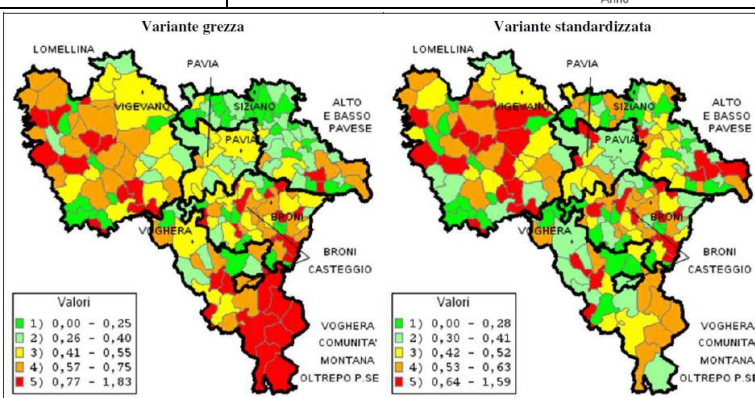 Anno
Variante grezza
LOMELLINA
PAVIA
VIGEVANO
SIZIANO
ALTO
E BASSO
PAVESE
PAVIA
VOGHERA
BRONI
BRONI
CASTEGGIO
VOGHERA
COMUNITA'
MONTANA
OLTREPO P.SE
Valori
1) 0,00 - 0,25
2) 0,26 - 0,40
3) 0,41 - 0,55
4) 0,57 - 0,75
5) 0,77 - 1,83
Variante standardizzata
LOMELLINA
PAVIA
VIGEVANO
SIZIANO
ALTO
E BASSO
PAVESE
PAVIA
VOGHERA
BRONI
BRONI
CASTEGGIO
VOGHERA
COMUNITA
MONTANA
OLTREPO P.SE
Valori
1) 0,00 - 0,28
2) 0,30 - 0,41
3) 0,42 - 0,52
4) 0,53 - 0,63
5) 0,64 - 1,59